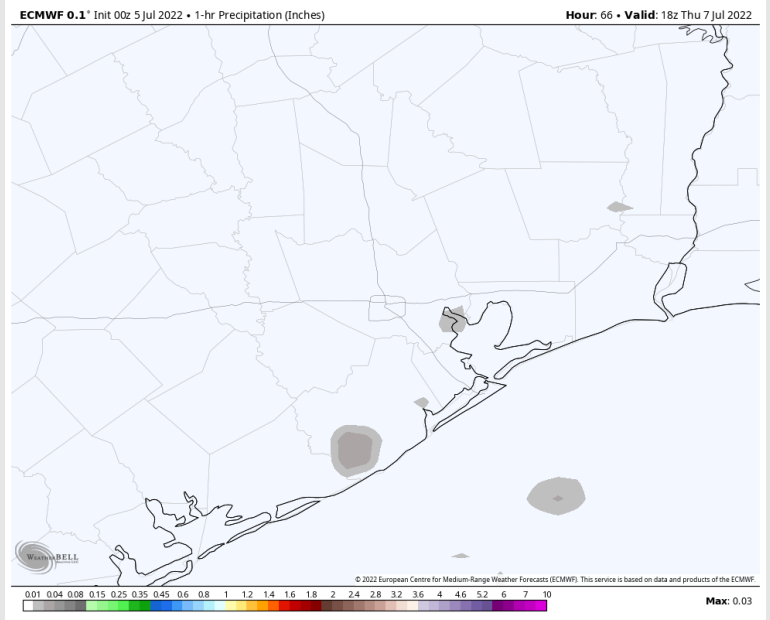 ECMWF 0.1° Init 00z 5 Jul 2022 • 1-hr Precipitation (Inches)
Hour: 66 • Valid: 18z Thu 7 Jul 2022
WeatherBELL
© 2022 European Centre for Medium-Range Weather Forecasts (ECMWF). This service is based on data and products of the ECMWF.
0.01 0.04 0.08 0.15 0.25 0.35 0.45 0.6 0.8 1 1.2 1.4 1.6 1.8 2 2.4 2.8 3.2 3.6 4 4.6 5.2 6 7 10
Max: 0.03